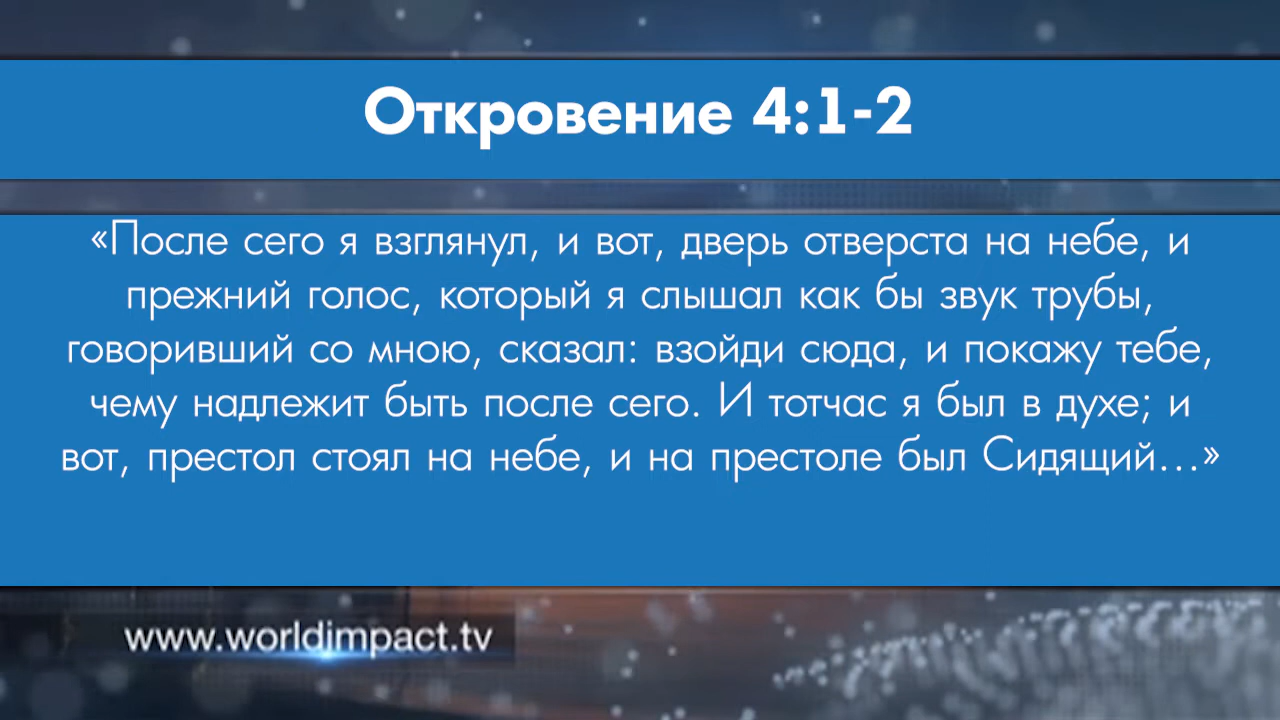 Откровение 4:1-2
«После сего я взглянул, и вот, дверь отверста на небе, и
прежний голос, который я слышал как бы звук трубы,
говоривший со мною, сказал: взойди сюда, и покажу тебе,
чему надлежит быть после сего. И тотчас я был в духе; и
вот, престол стоял на небе, и на престоле был Сидящий...»
www.worldimpact.tv